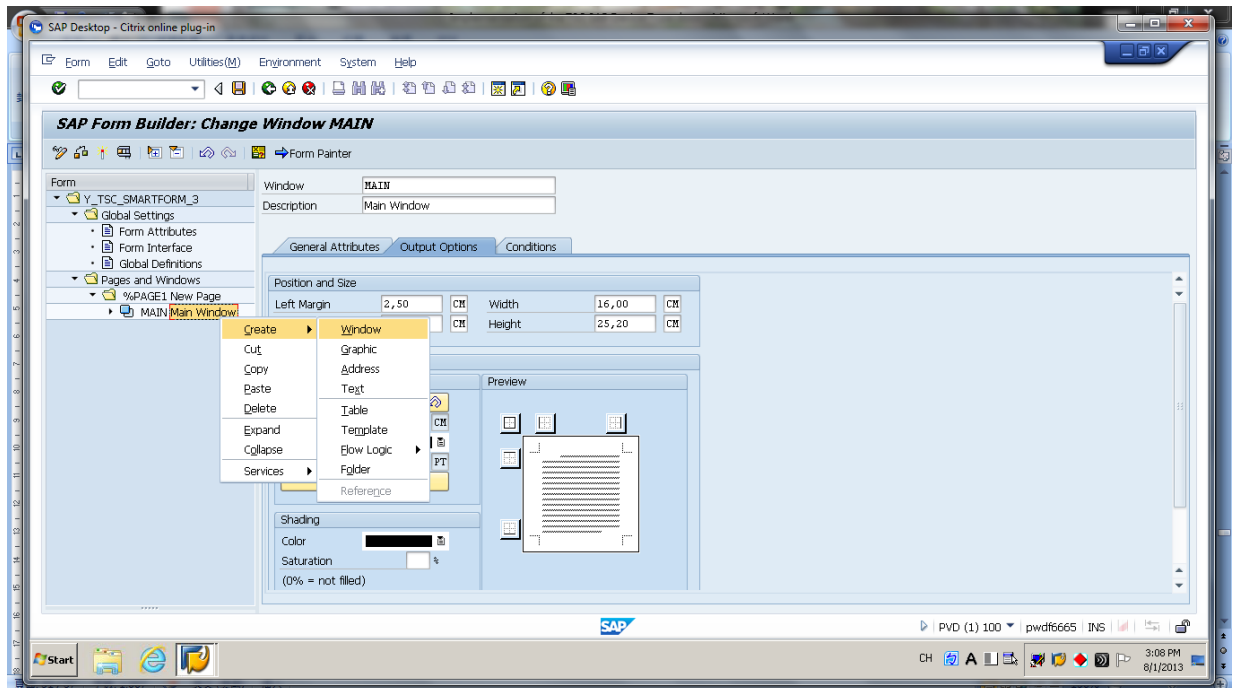 SAP Desktop - Citrix online plug-in
Form Edit Goto Utilities(M) Environment System Help
SAP Form Builder: Change Window MAIN
Form Painter
Form
Y_TSC_SMARTFORM_3
Global Settings
Form Attributes
Form Interface
Global Definitions
Pages and Windows
%PAGE1 New Page
MAIN Main Window
Window MAIN
Description Main Window
General Attributes Output Options Conditions
Position and Size
Left Margin 2,50 CM Width 16,00 CM
CM Height 25,20 CM
Create Window
Cut Graphic
Copy Address
Paste Text
Delete Table
Expand Template
Collapse Flow Logic
Services Folder
Reference
Preview
CM
PT
Shading
Color
Saturation %
(0% = not filled)
SAP
PVD (1) 100 pwdf6665 INS
Start
CH A
3:08 PM
8/1/2013